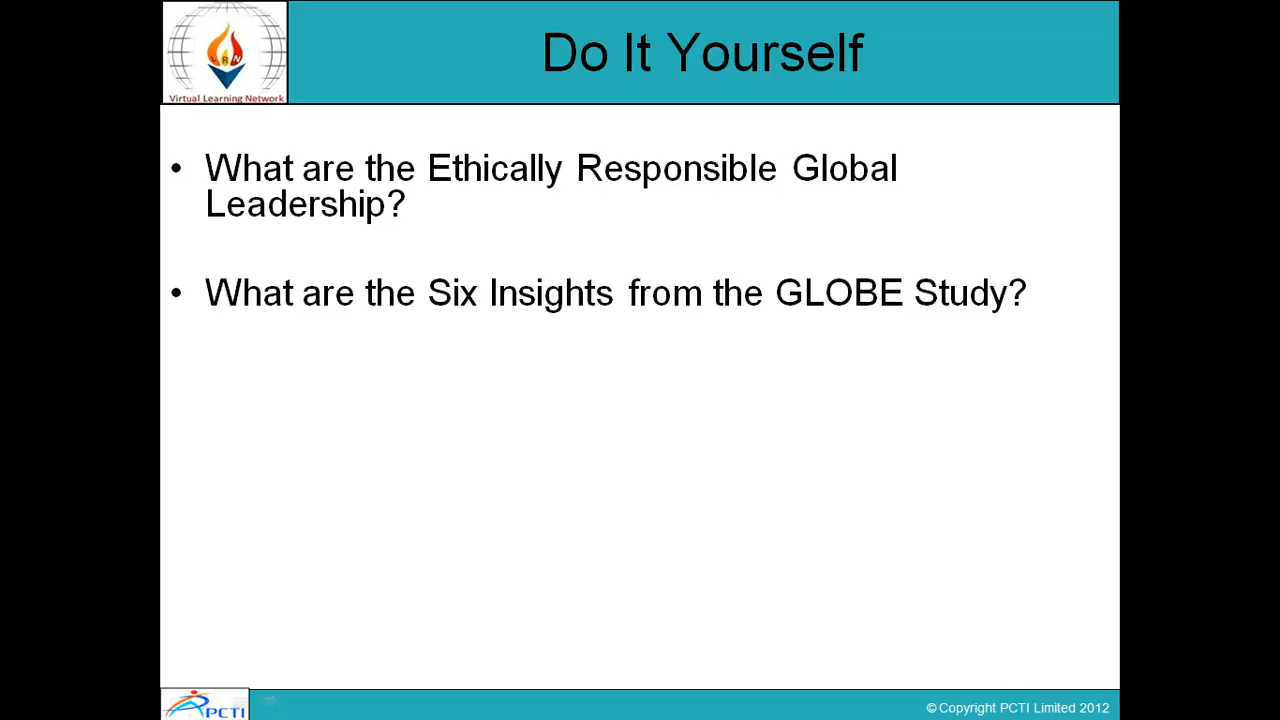 Do It Yourself
LRN
Virtual Learning Network
• What are the Ethically Responsible Global
Leadership?
• What are the Six Insights from the GLOBE Study?
PCTI
© Copyright PCTI Limited 2012